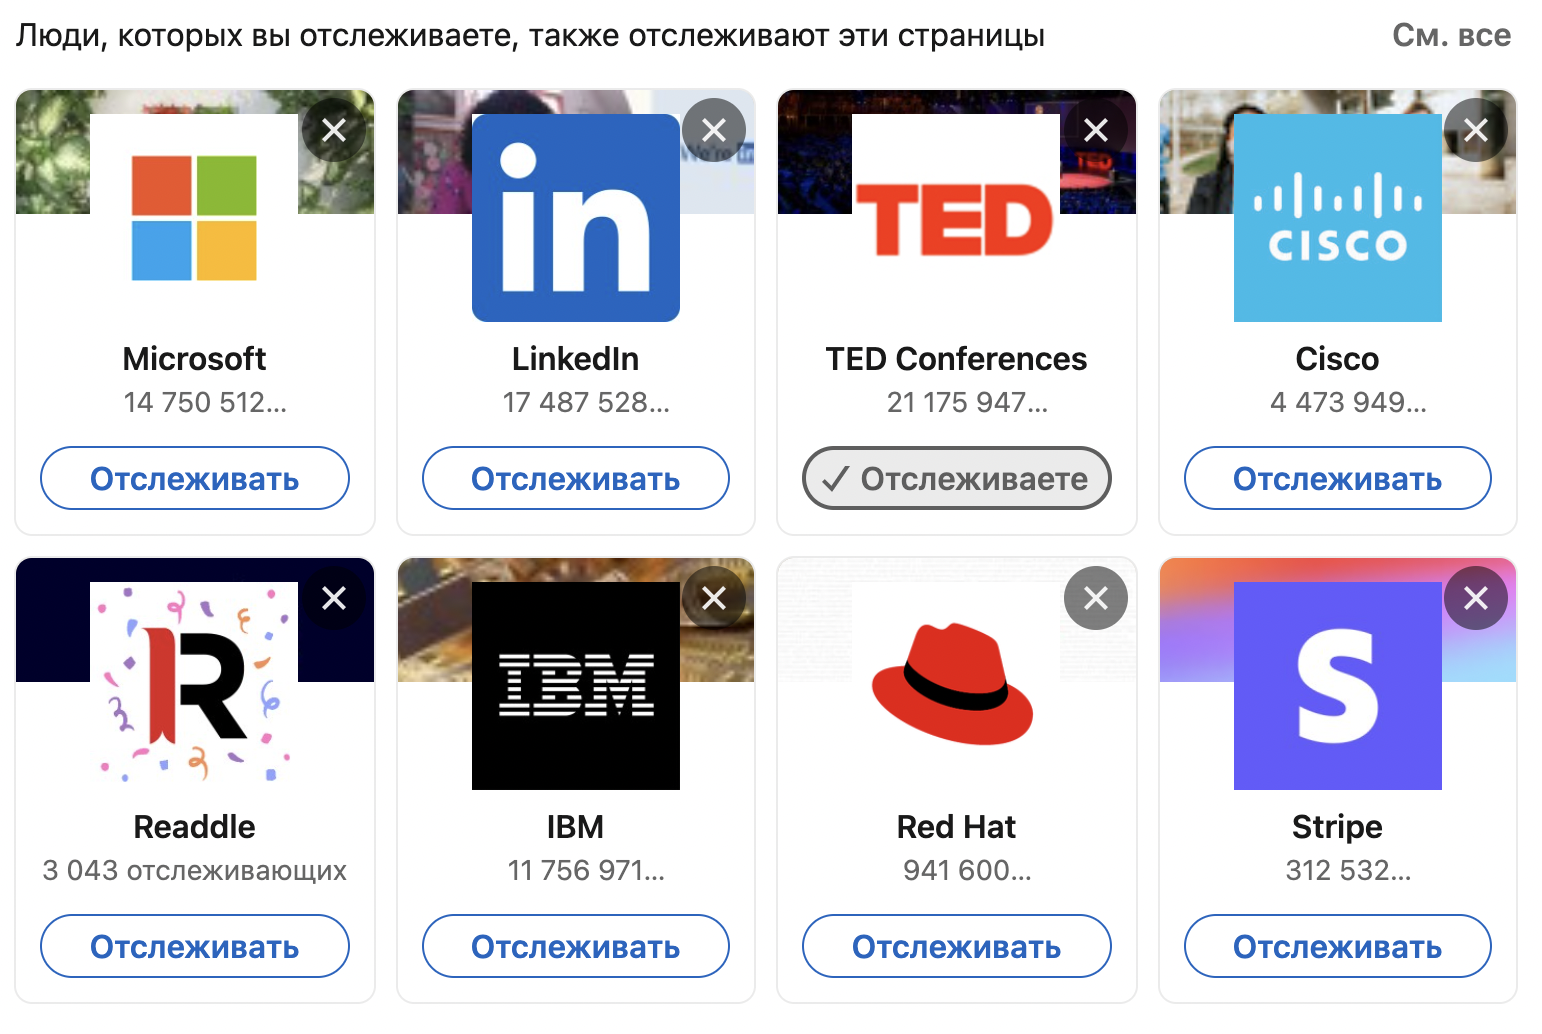 Люди, которых вы отслеживаете, также отслеживают эти страницы
См. все
in
TED
TED
CISCO
Microsoft
LinkedIn
TED Conferences
Cisco
14 750 512...
17 487 528...
21 175 947...
4 473 949...
Отслеживать
Отслеживать
✓ Отслеживаете
Отслеживать
R
IBM
S
Readdle
IBM
Red Hat
Stripe
3 043 отслеживающих
11 756 971...
941 600...
312 532...
Отслеживать
Отслеживать
Отслеживать
Отслеживать